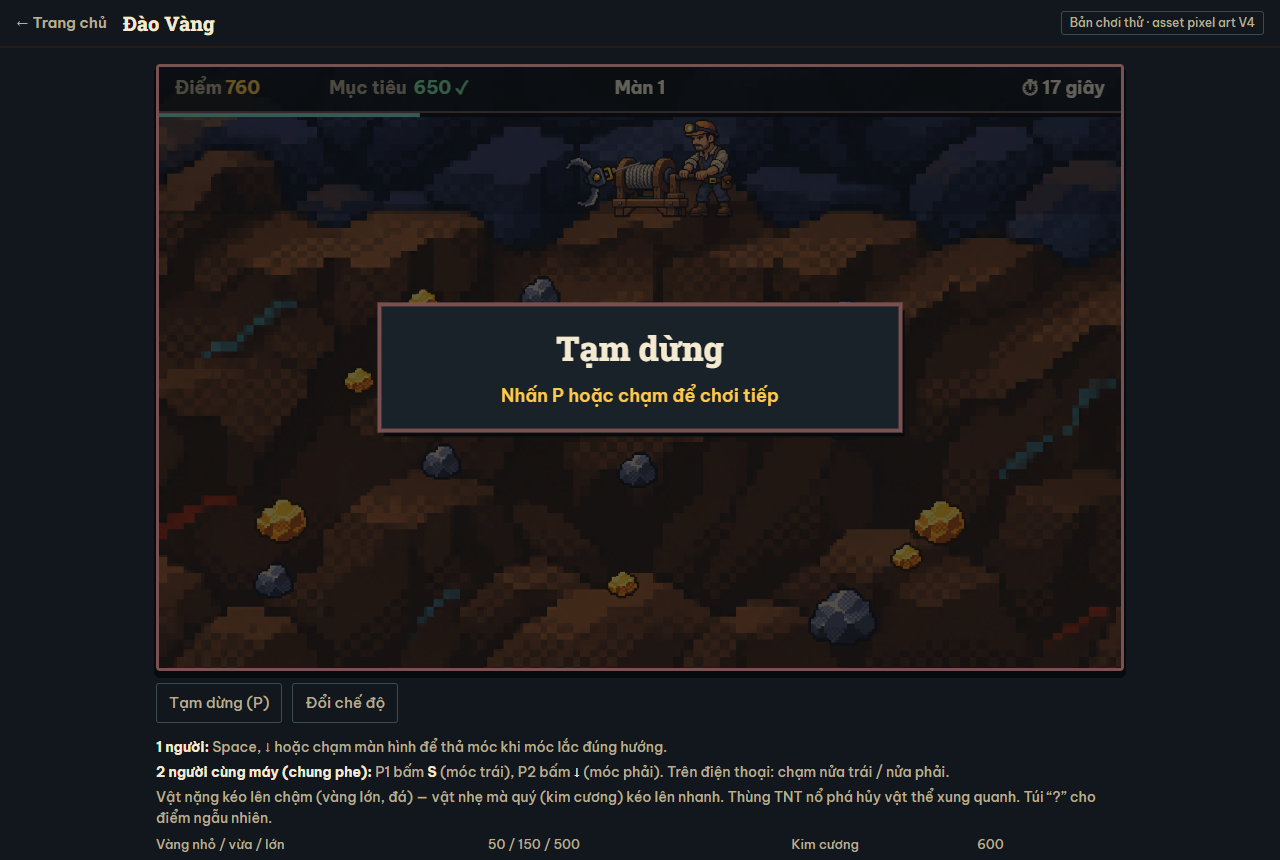 ← Trang chủ Đào Vàng Bản chơi thử · asset pixel art V4
Điểm 760 Mục tiêu 650 ✓ Màn 1 ⏱ 17 giây
Tạm dừng
Nhấn P hoặc chạm để chơi tiếp
Tạm dừng (P) Đổi chế độ
1 người: Space, ↓ hoặc chạm màn hình để thả móc khi móc lắc đúng hướng.
2 người cùng máy (chung phe): P1 bấm S (móc trái), P2 bấm ↓ (móc phải). Trên điện thoại: chạm nửa trái / nửa phải.
Vật nặng kéo lên chậm (vàng lớn, đá) — vật nhẹ mà quý (kim cương) kéo lên nhanh. Thùng TNT nổ phá hủy vật thể xung quanh. Túi “?” cho
điểm ngẫu nhiên.
Vàng nhỏ / vừa / lớn 50 / 150 / 500 Kim cương 600